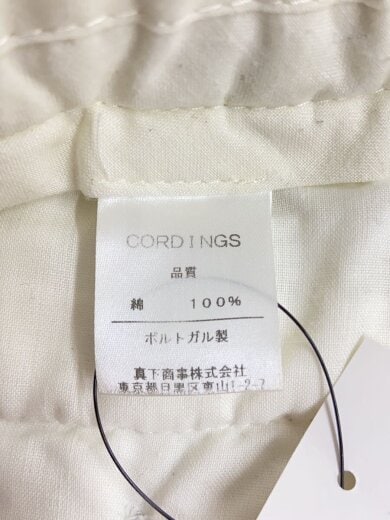 CORDINGS
品質
綿 100%
ポルトガル製
真下商事株式会社
東京都目黒区東山1-2-7